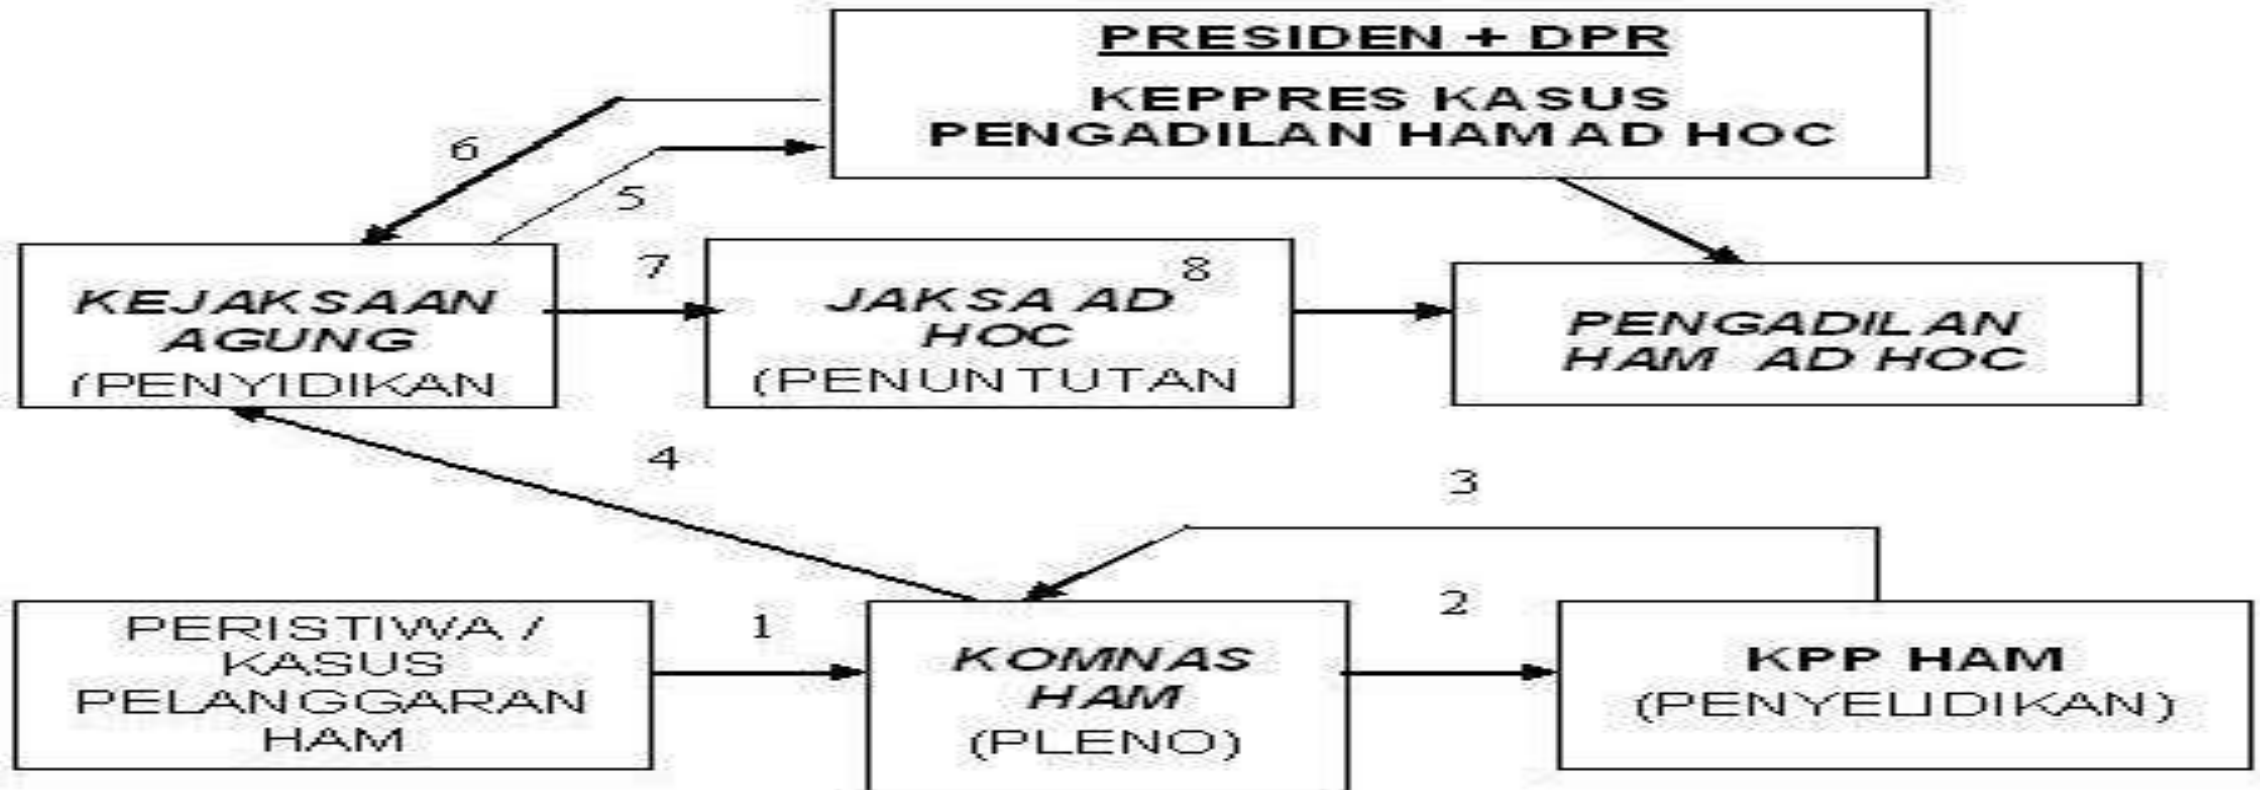 PRESIDEN + DPR
KEPPRES KASUS
PENGADILAN HAM AD HOC
6
5
KEJAKSAAN
AGUNG
(PENYIDIKAN
7
JAKSA AD
HOC
(PENUNTUTAN
8
PENGADILAN
HAM AD HOC
4
3
PERISTIWA /
KASUS
PELANGGARAN
HAM
1
KOMNAS
HAM
(PLENO)
2
KPP HAM
(PENYELIDIKAN)